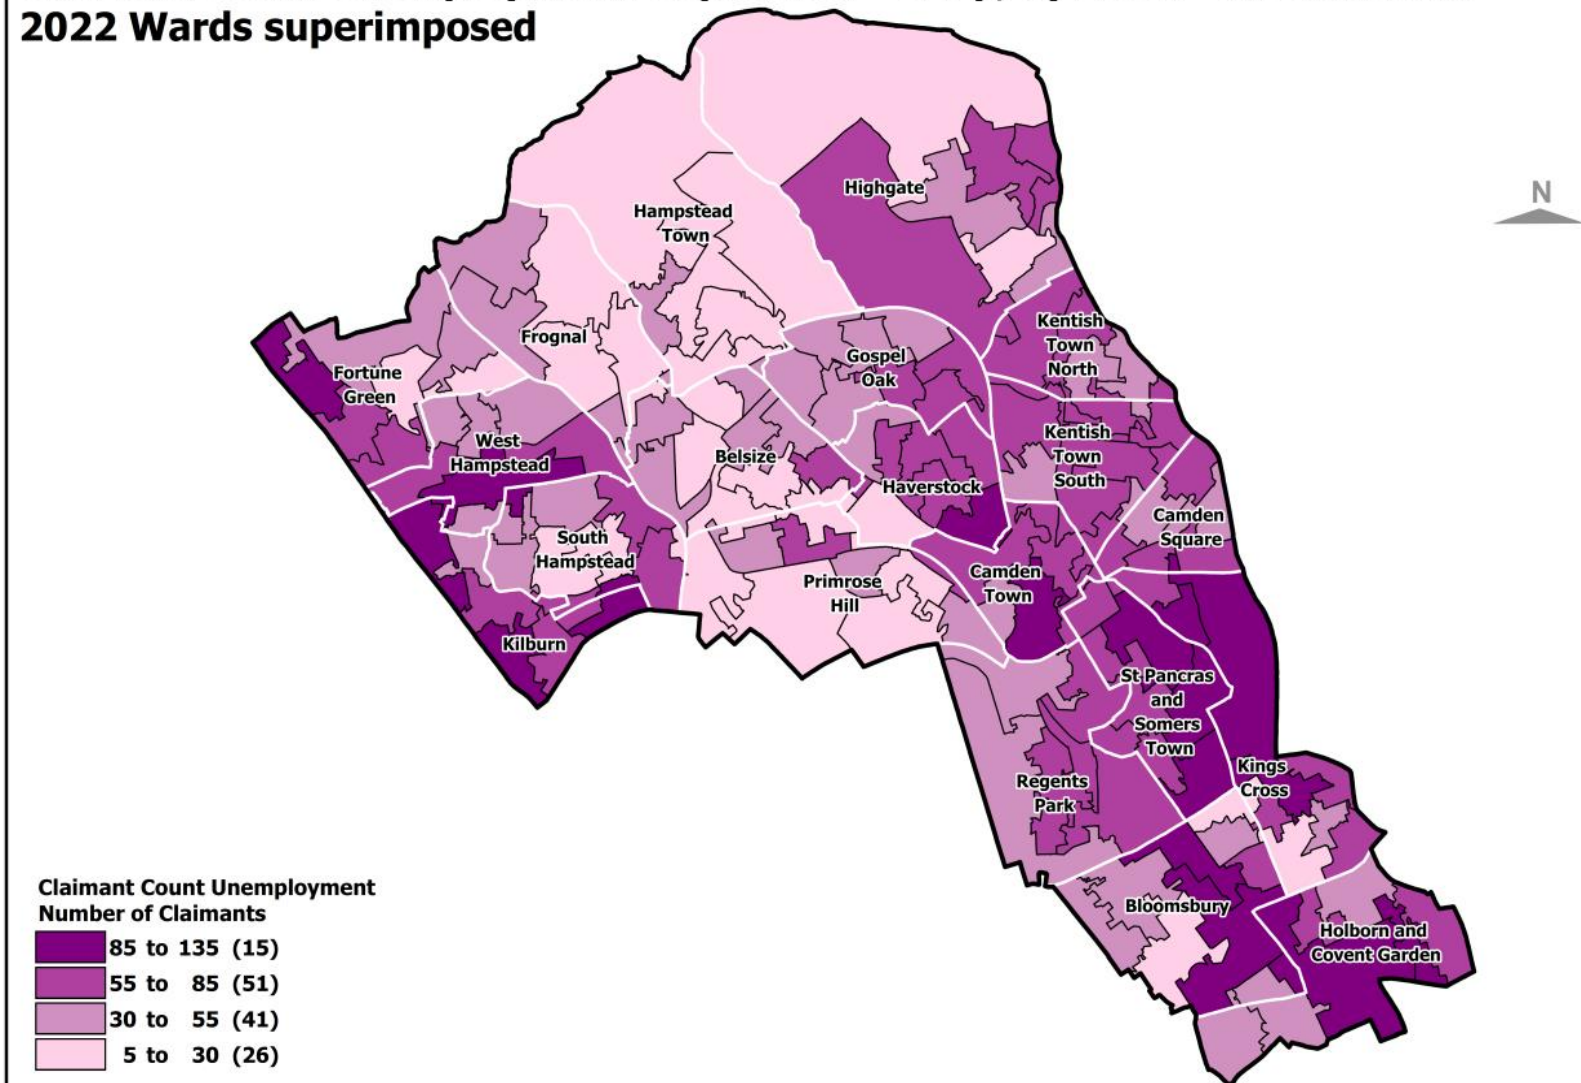 2022 Wards superimposed
N
Highgate
Hampstead
Town
Kentish
Town
North
Frognal
Gospel
Oak
Fortune
Green
West
Hampstead
Kentish
Town
South
Belsize
Haverstock
Camden
Square
South
Hampstead
Camden
Town
Primrose
Hill
Kilburn
St Pancras
and
Somers
Town
Kings
Cross
Regents
Park
Bloomsbury
Holborn and
Covent Garden
Claimant Count Unemployment
Number of Claimants
85 to 135 (15)
55 to 85 (51)
30 to 55 (41)
5 to 30 (26)